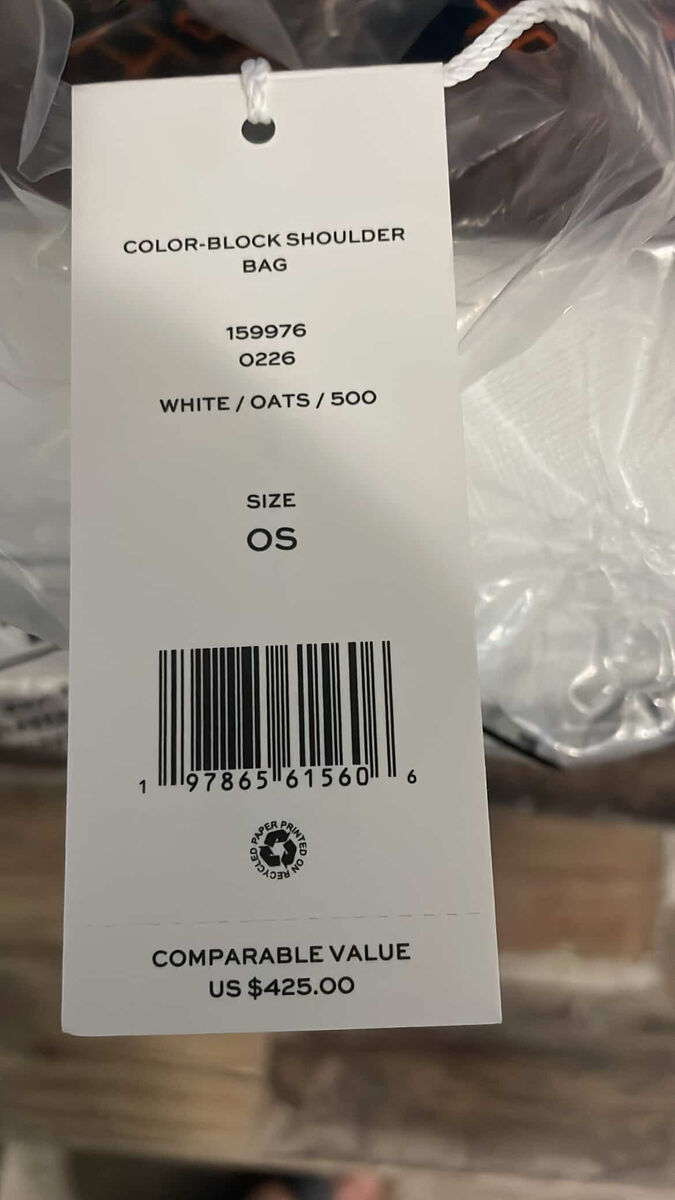 COLOR-BLOCK SHOULDER
BAG
159976
0226
WHITE / OATS / 500
SIZE
OS
1 97865 61560 6
PRINTED ON RECYCLED PAPER
COMPARABLE VALUE
US $425.00